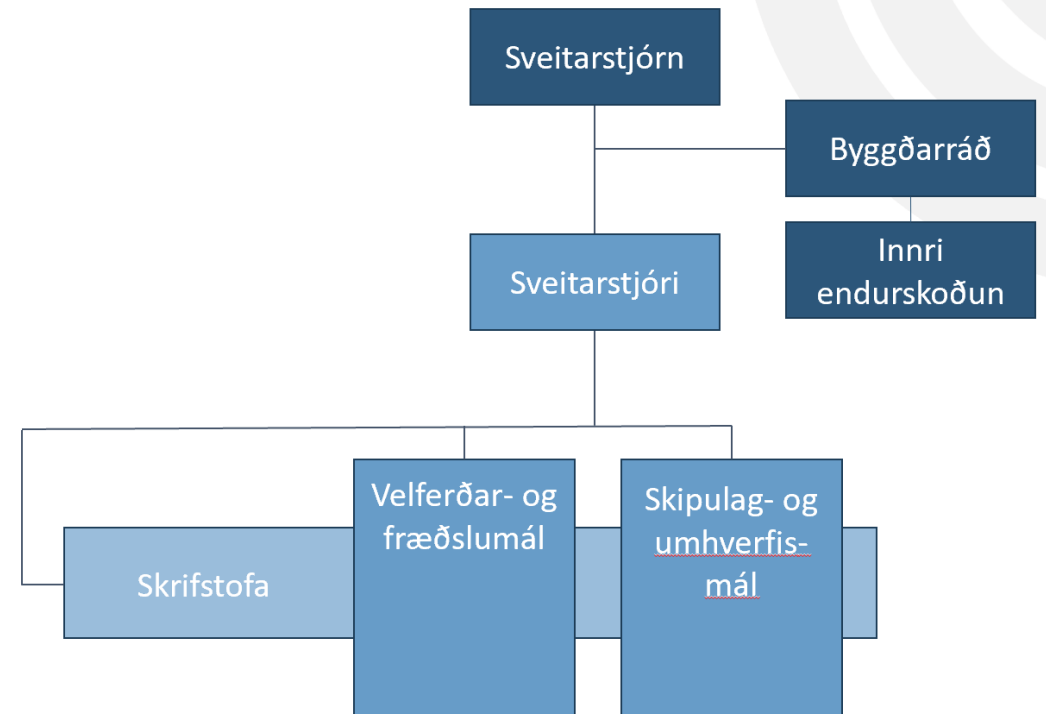 Sveitarstjórn
Byggðarráð
Innri
endurskoðun
Sveitarstjóri
Velferðar- og
fræðslumál
Skipulag- og
umhverfis-
mál
Skrifstofa